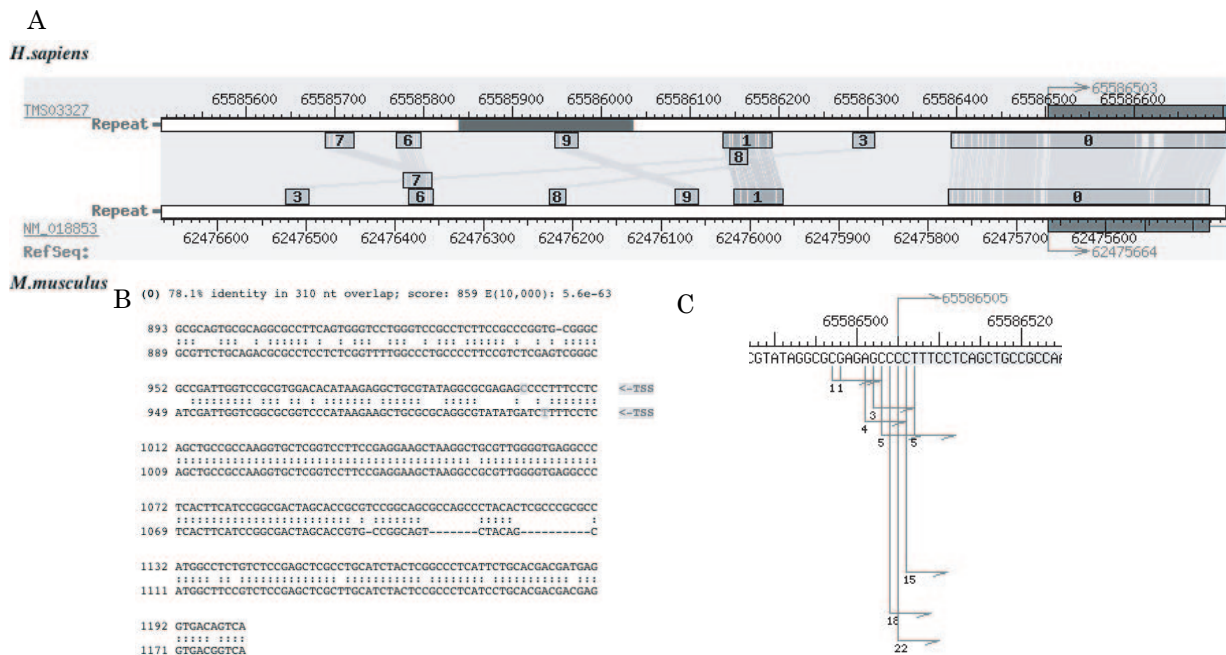 A
H.sapiens
65585600 65585700 65585800 65585900 65586000 65586100 65586200 65586300 65586400 65586500 65586600
65586503
TMS03327
Repeat
7 6 9 1 3 0
8
7
3 6 8 9 1 0
Repeat
NM_018853
62476600 62476500 62476400 62476300 62476200 62476100 62476000 62475900 62475800 62475700 62475600
RefSeq:
62475664
M.musculus
B
(0) 78.1% identity in 310 nt overlap; score: 859 E(10,000): 5.6e-63
893 GCGCAGTGCGCAGGCGCCTTCAGTGGGTCCTGGGTCCGCCTCTTCCGCCCGGTG-CGGGC
889 GCGTTCTGCAGACGCGCCTCCTCTCGGTTTTGGCCCTGCCCCTTCCGTCTCGAGTCGGGC
952 GCCGATTGGTCCGCGTGGACACATAAGAGGCTGCGTATAGGCGCGAGAGCCCCTTTCCTC <-TSS
949 ATCGATTGGTCGGCGCGGTCCCATAAGAAGCTGCGCGCAGGCGTATATGATCTTTTCCTC <-TSS
1012 AGCTGCCGCCAAGGTGCTCGGTCCTTCCGAGGAAGCTAAGGCTGCGTTGGGGTGAGGCCC
1009 AGCTGCCGCCAAGGTGCTCGGTCCTTCCGAGGAAGCTAAGGCCGCGTTGGGGTGAGGCCC
1072 TCACTTCATCCGGCGACTAGCACCGCGTCCGGCAGCGCCAGCCCTACACTCGCCCGCGCC
1069 TCACTTCATCCGGCGACTAGCACCGTG-CCGGCAGT-------CTACAG----------C
1132 ATGGCCTCTGTCTCCGAGCTCGCCTGCATCTACTCGGCCCTCATTCTGCACGACGATGAG
1111 ATGGCTTCCGTCTCCGAGCTCGCTTGCATCTACTCCGCCCTCATCCTGCACGACGACGAG
1192 GTGACAGTCA
1171 GTGACGGTCA
C
65586505
65586500 65586520
CGTATAGGCGCGAGAGCCCCTTTCCTCAGCTGCCGCCAA
11
3
4
5 5
15
18
22